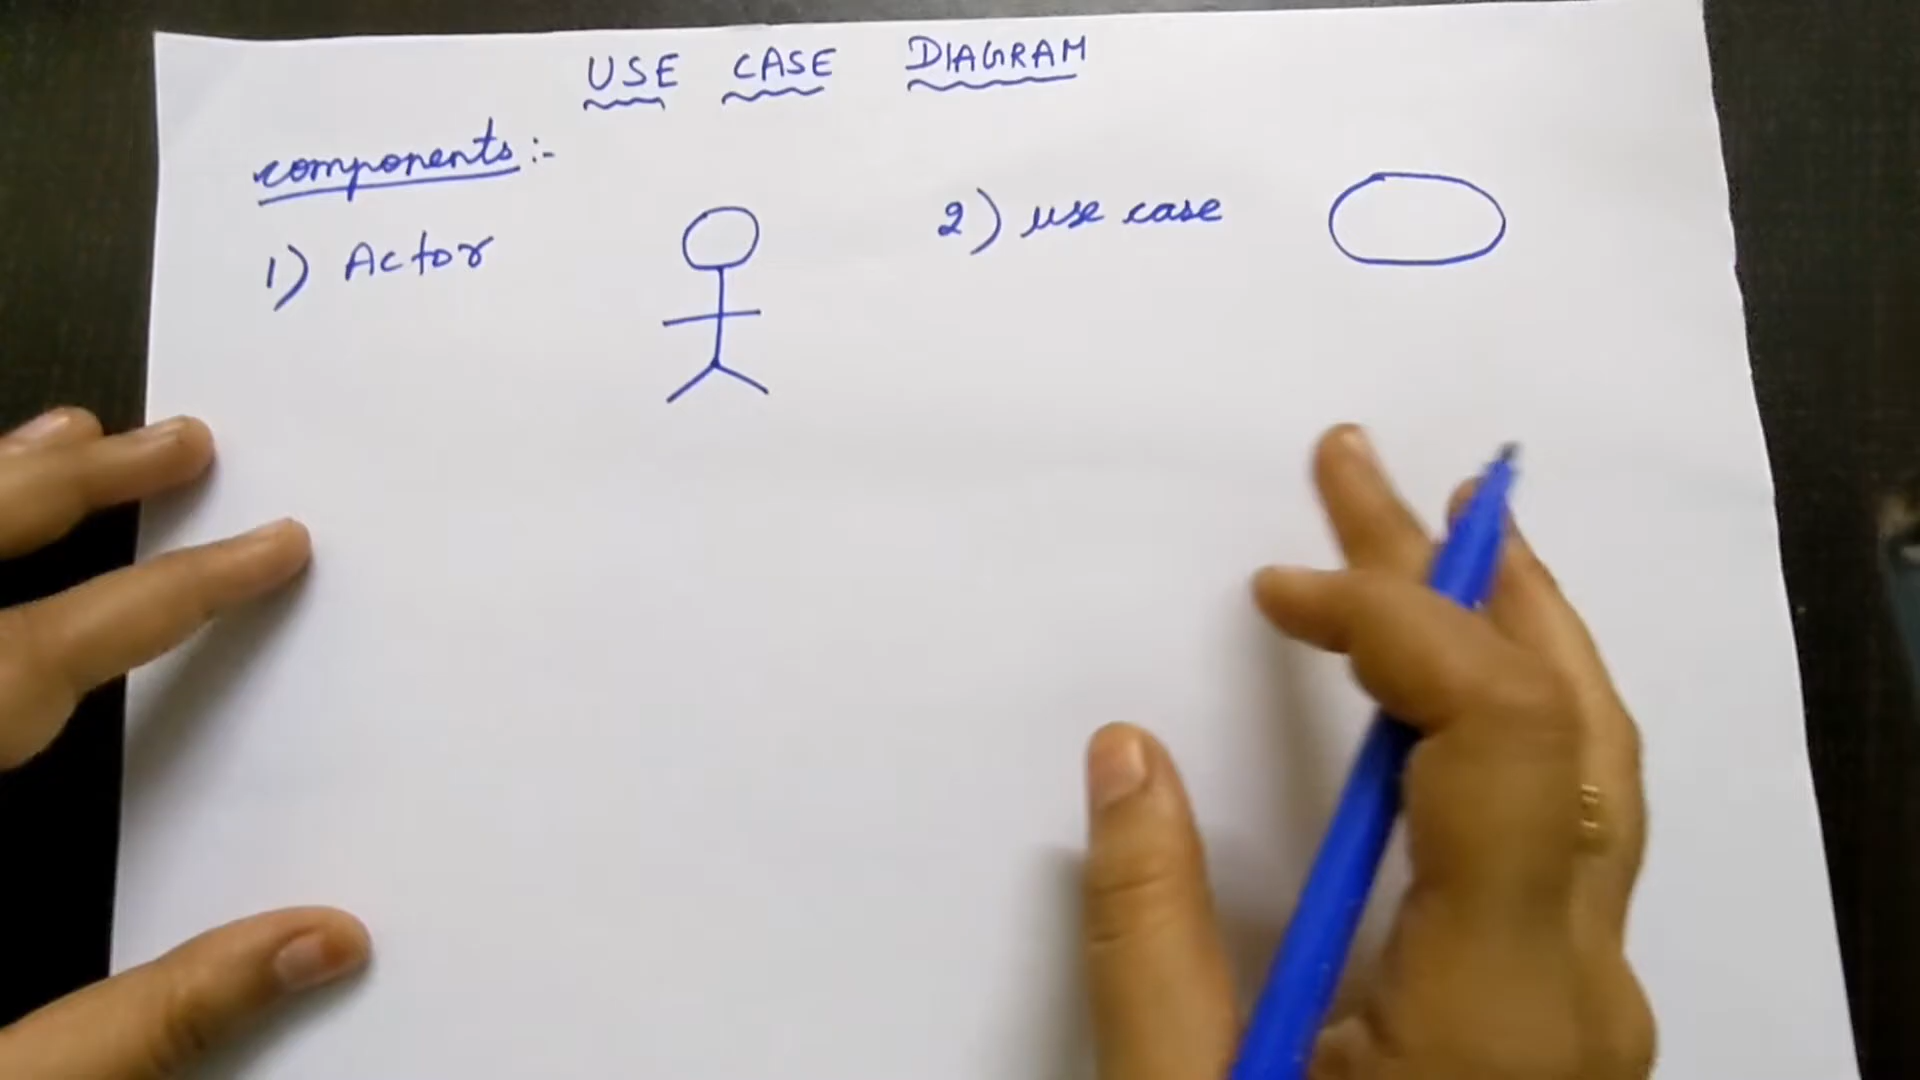 USE CASE DIAGRAM
components :-
1) Actor
2) use case